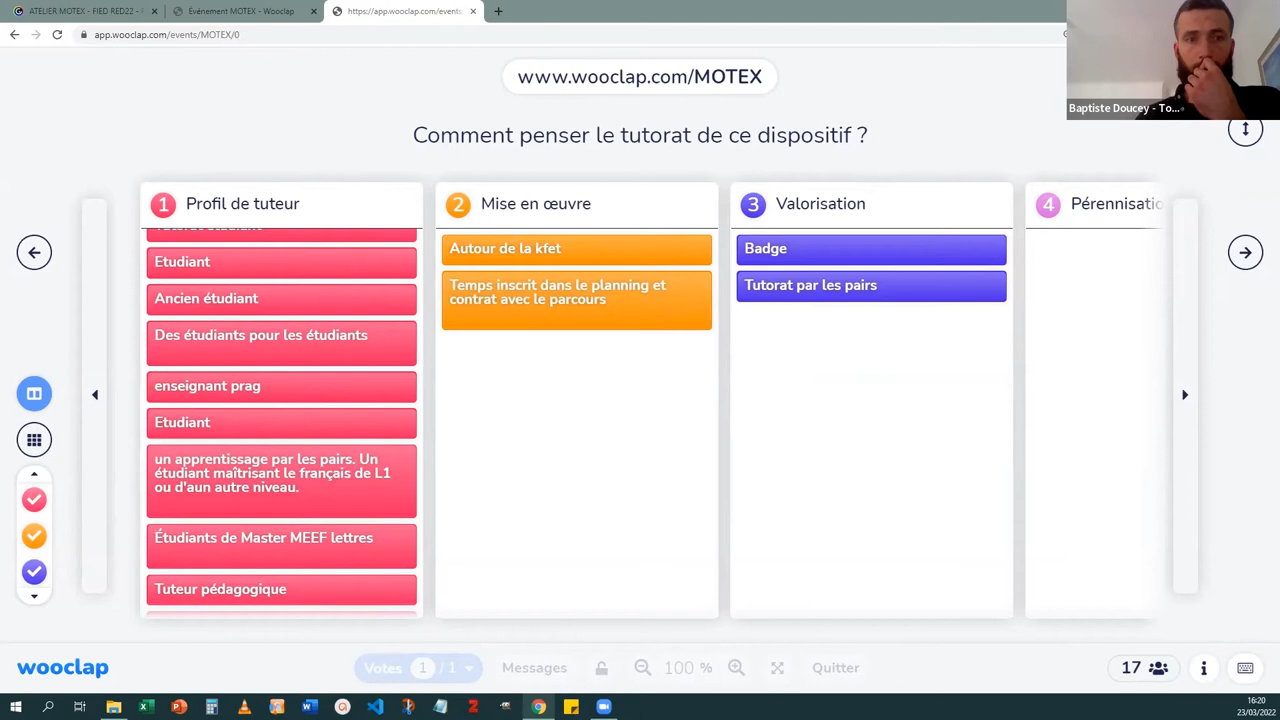 ATELIER MOTEX - FIED RED22 -
Événement MOTEX - Wooclap
https://app.wooclap.com/events
app.wooclap.com/events/MOTEX/0
www.wooclap.com/MOTEX
Baptiste Doucey - To...
Comment penser le tutorat de ce dispositif ?
1 Profil de tuteur
Tutorat étudiant
Etudiant
Ancien étudiant
Des étudiants pour les étudiants
enseignant prag
Etudiant
un apprentissage par les pairs. Un
étudiant maîtrisant le français de L1
ou d'aun autre niveau.
Étudiants de Master MEEF lettres
Tuteur pédagogique
2 Mise en œuvre
Autour de la kfet
Temps inscrit dans le planning et
contrat avec le parcours
3 Valorisation
Badge
Tutorat par les pairs
4 Pérennisatio
wooclap
Votes 1 / 1
Messages
100 %
Quitter
17
16:20
23/03/2022